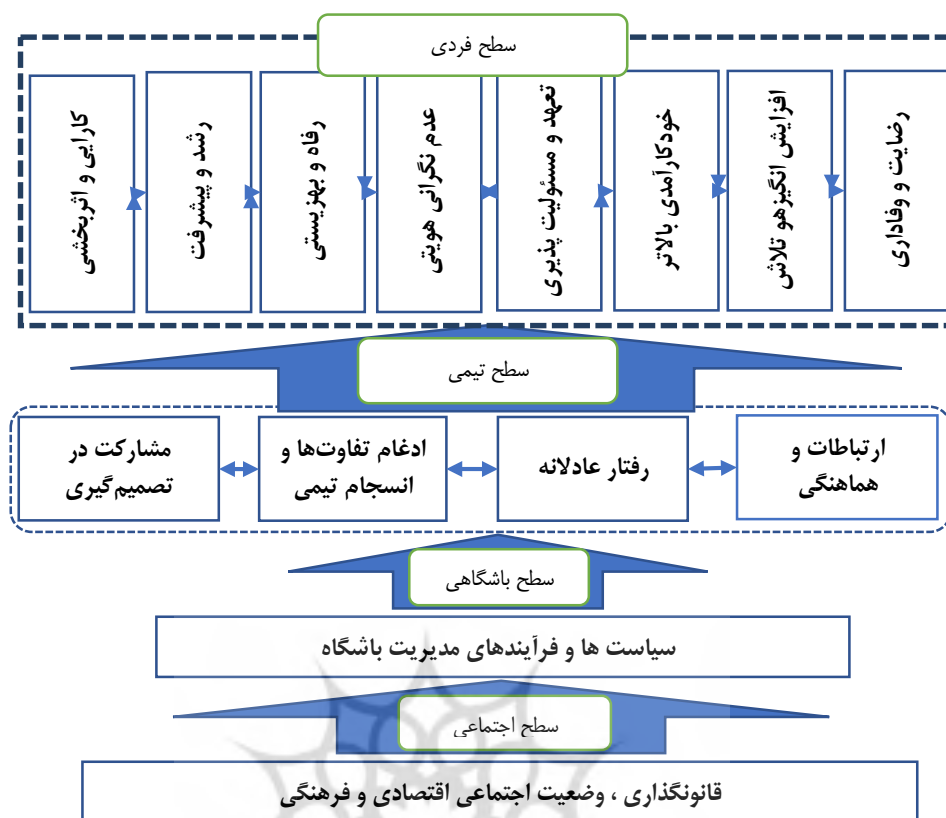 سطح فردی
رضایت و وفاداری
افزایش انگیزهو تلاش
خودکارآمدی بالاتر
تعهد و مسئولیت پذیری
عدم نگرانی هویتی
رفاه و بهزیستی
رشد و پیشرفت
کارایی و اثربخشی
سطح تیمی
ارتباطات و
هماهنگی
رفتار عادلانه
ادغام تفاوت‌ها و
انسجام تیمی
مشارکت در
تصمیم‌گیری
سطح باشگاهی
سیاست ها و فرآیندهای مدیریت باشگاه
سطح اجتماعی
قانونگذاری ، وضعیت اجتماعی اقتصادی و فرهنگی